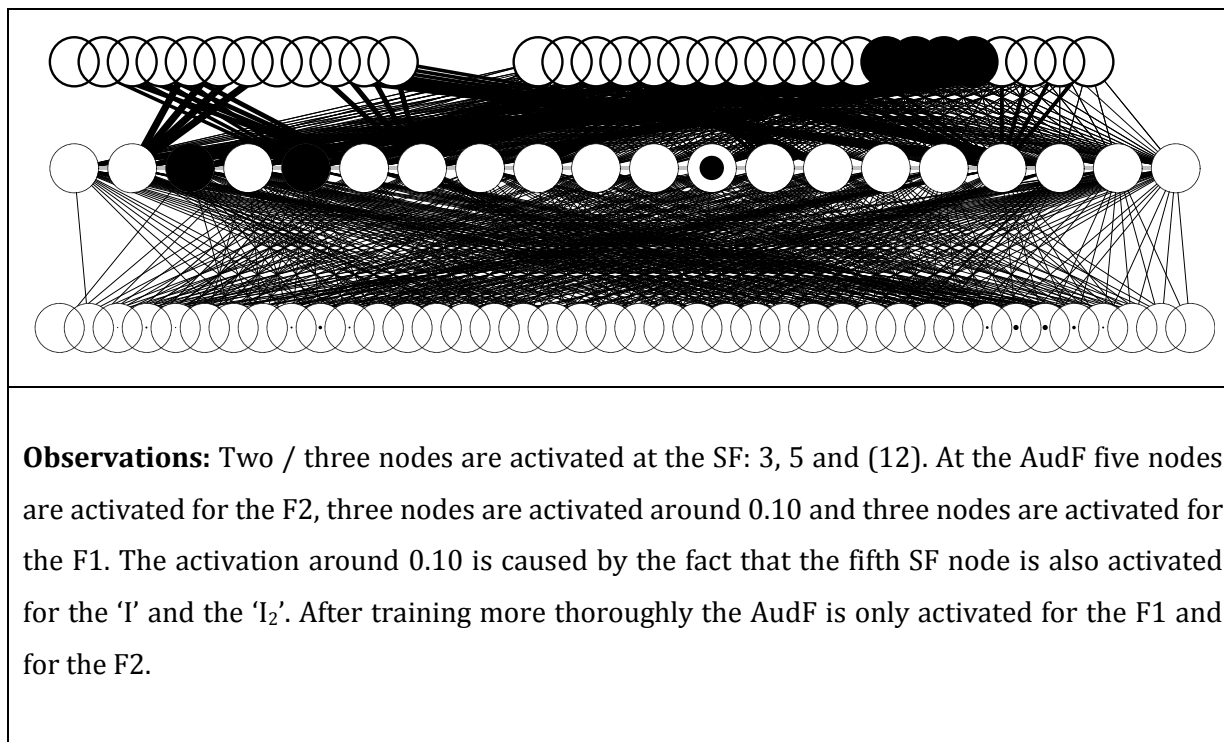 Observations: Two / three nodes are activated at the SF: 3, 5 and (12). At the AudF five nodes
are activated for the F2, three nodes are activated around 0.10 and three nodes are activated for
the F1. The activation around 0.10 is caused by the fact that the fifth SF node is also activated
for the ‘I’ and the ‘I₂’. After training more thoroughly the AudF is only activated for the F1 and
for the F2.